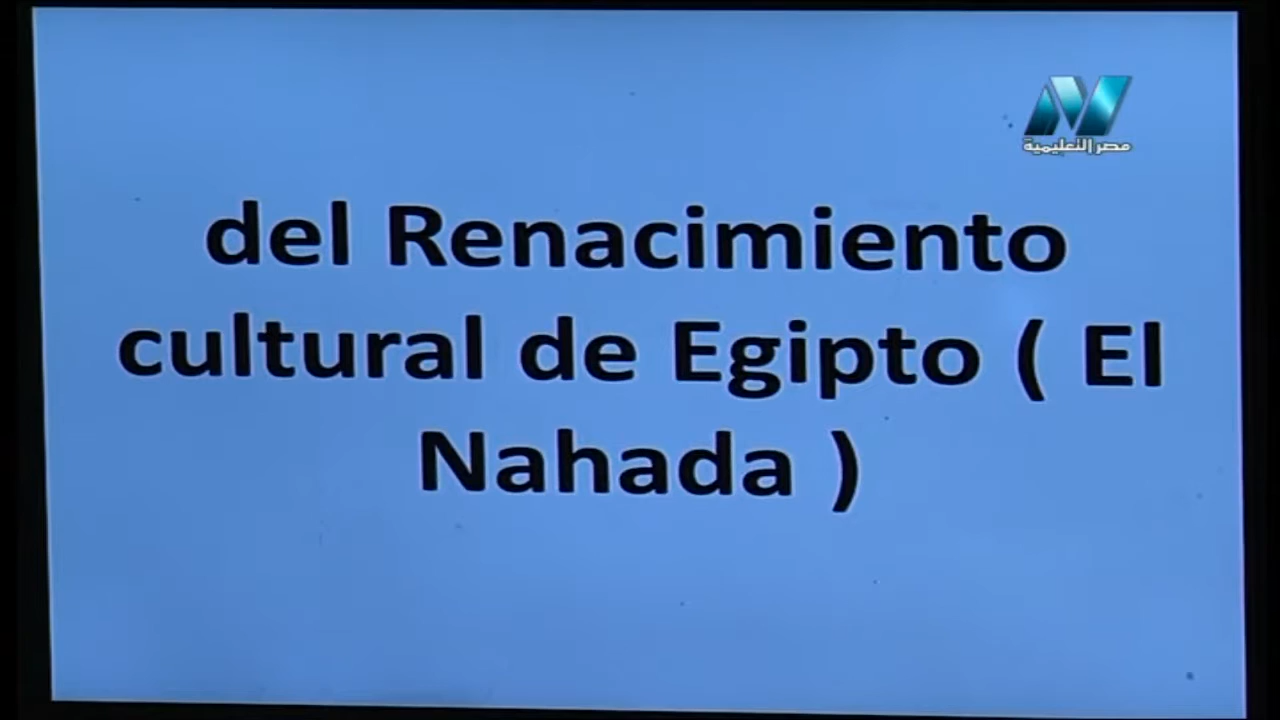 مصر التعليمية
del Renacimiento
cultural de Egipto ( El
Nahada )